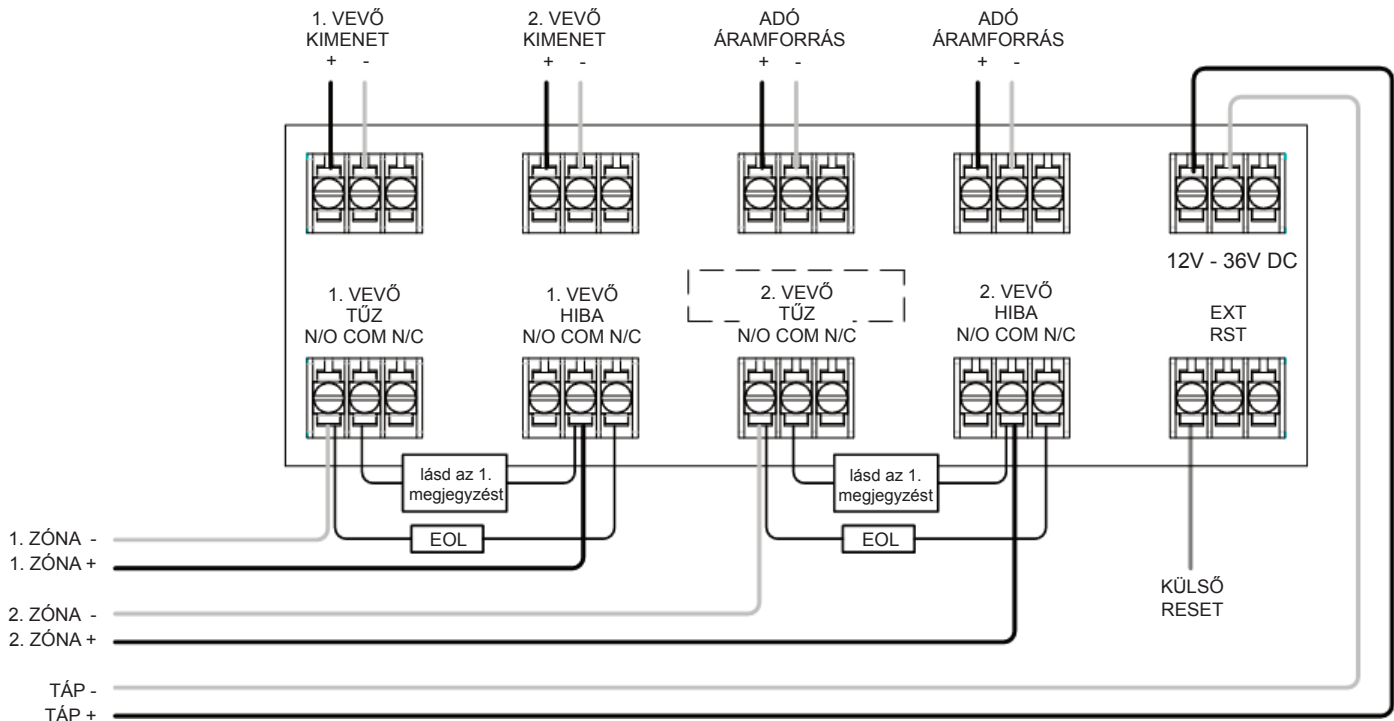 1. VEVŐ
KIMENET
+ -
2. VEVŐ
KIMENET
+ -
ADÓ
ÁRAMFORRÁS
+ -
ADÓ
ÁRAMFORRÁS
+ -
12V - 36V DC
1. VEVŐ
TŰZ
N/O COM N/C
1. VEVŐ
HIBA
N/O COM N/C
2. VEVŐ
TŰZ
N/O COM N/C
2. VEVŐ
HIBA
N/O COM N/C
EXT
RST
lásd az 1.
megjegyzést
EOL
lásd az 1.
megjegyzést
EOL
KÜLSŐ
RESET
1. ZÓNA -
1. ZÓNA +
2. ZÓNA -
2. ZÓNA +
TÁP -
TÁP +